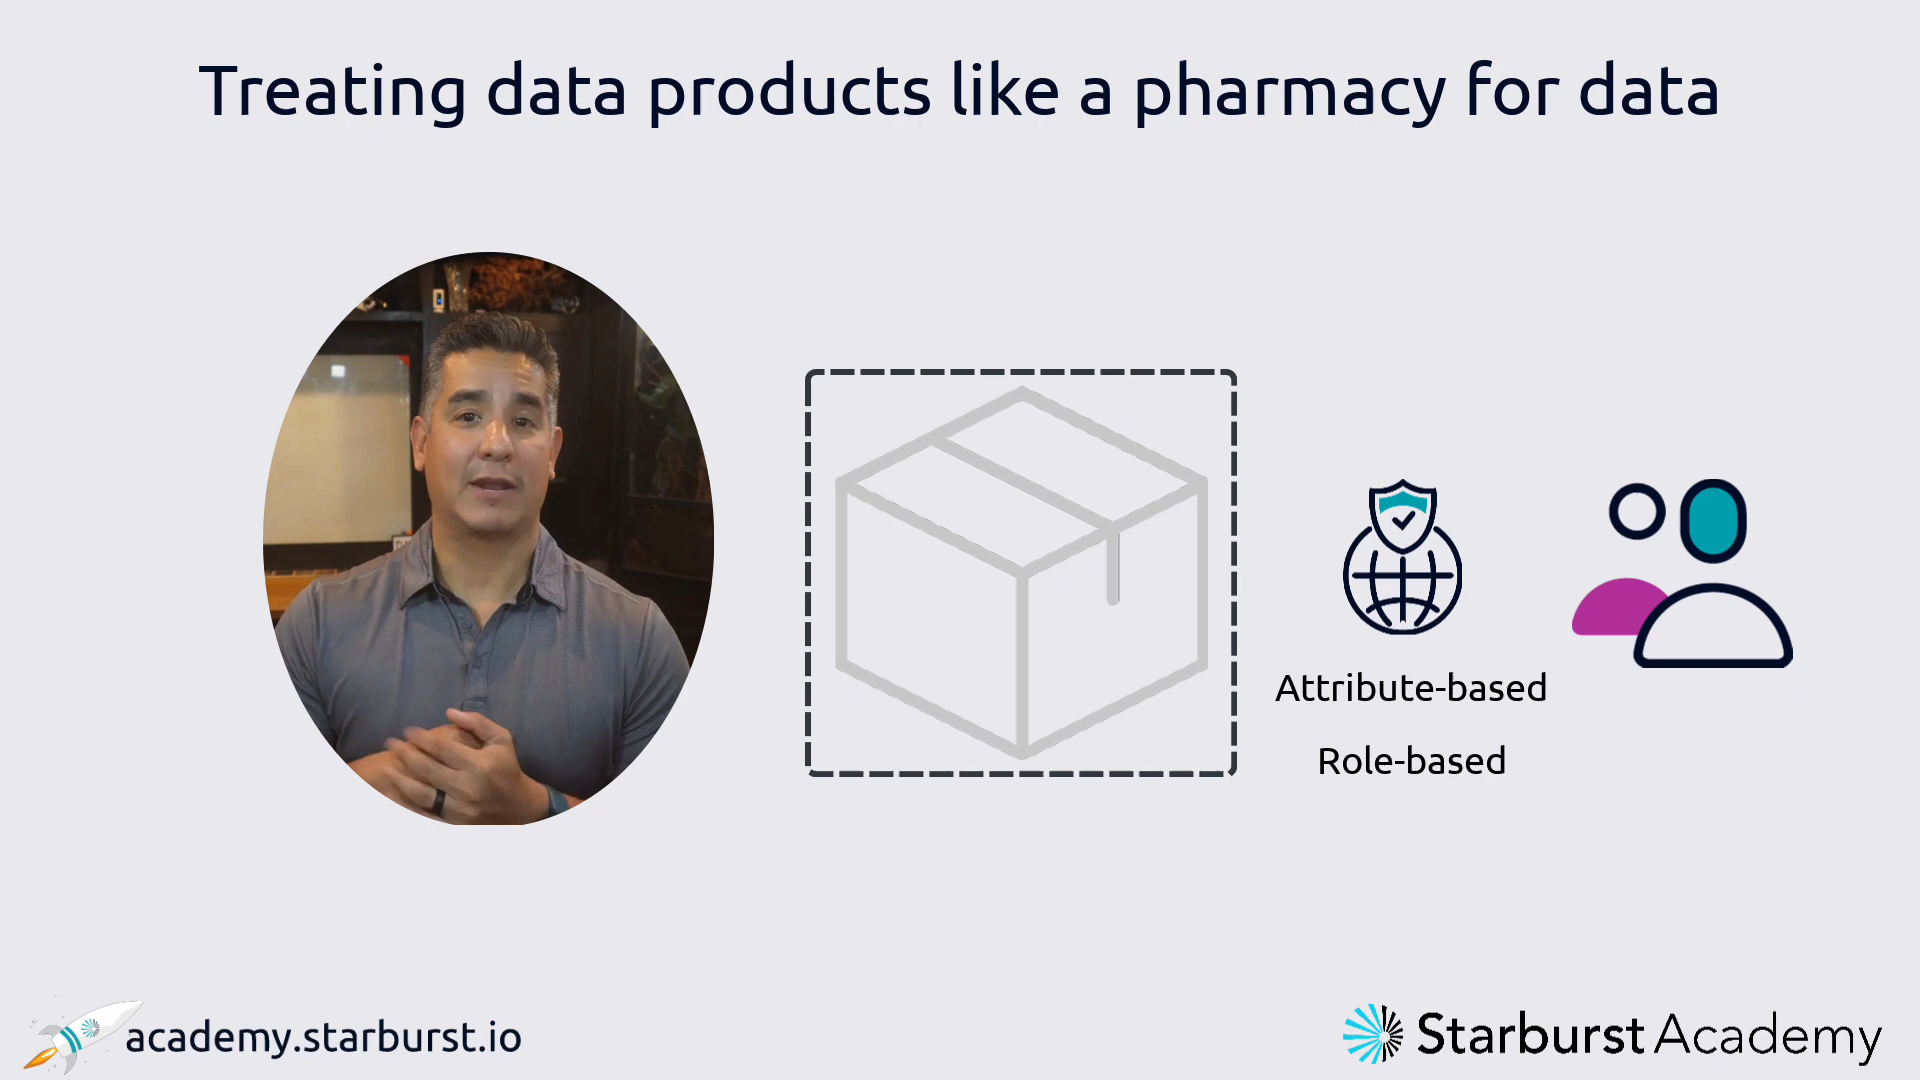 Treating data products like a pharmacy for data
Attribute-based
Role-based
academy.starburst.io
Starburst Academy